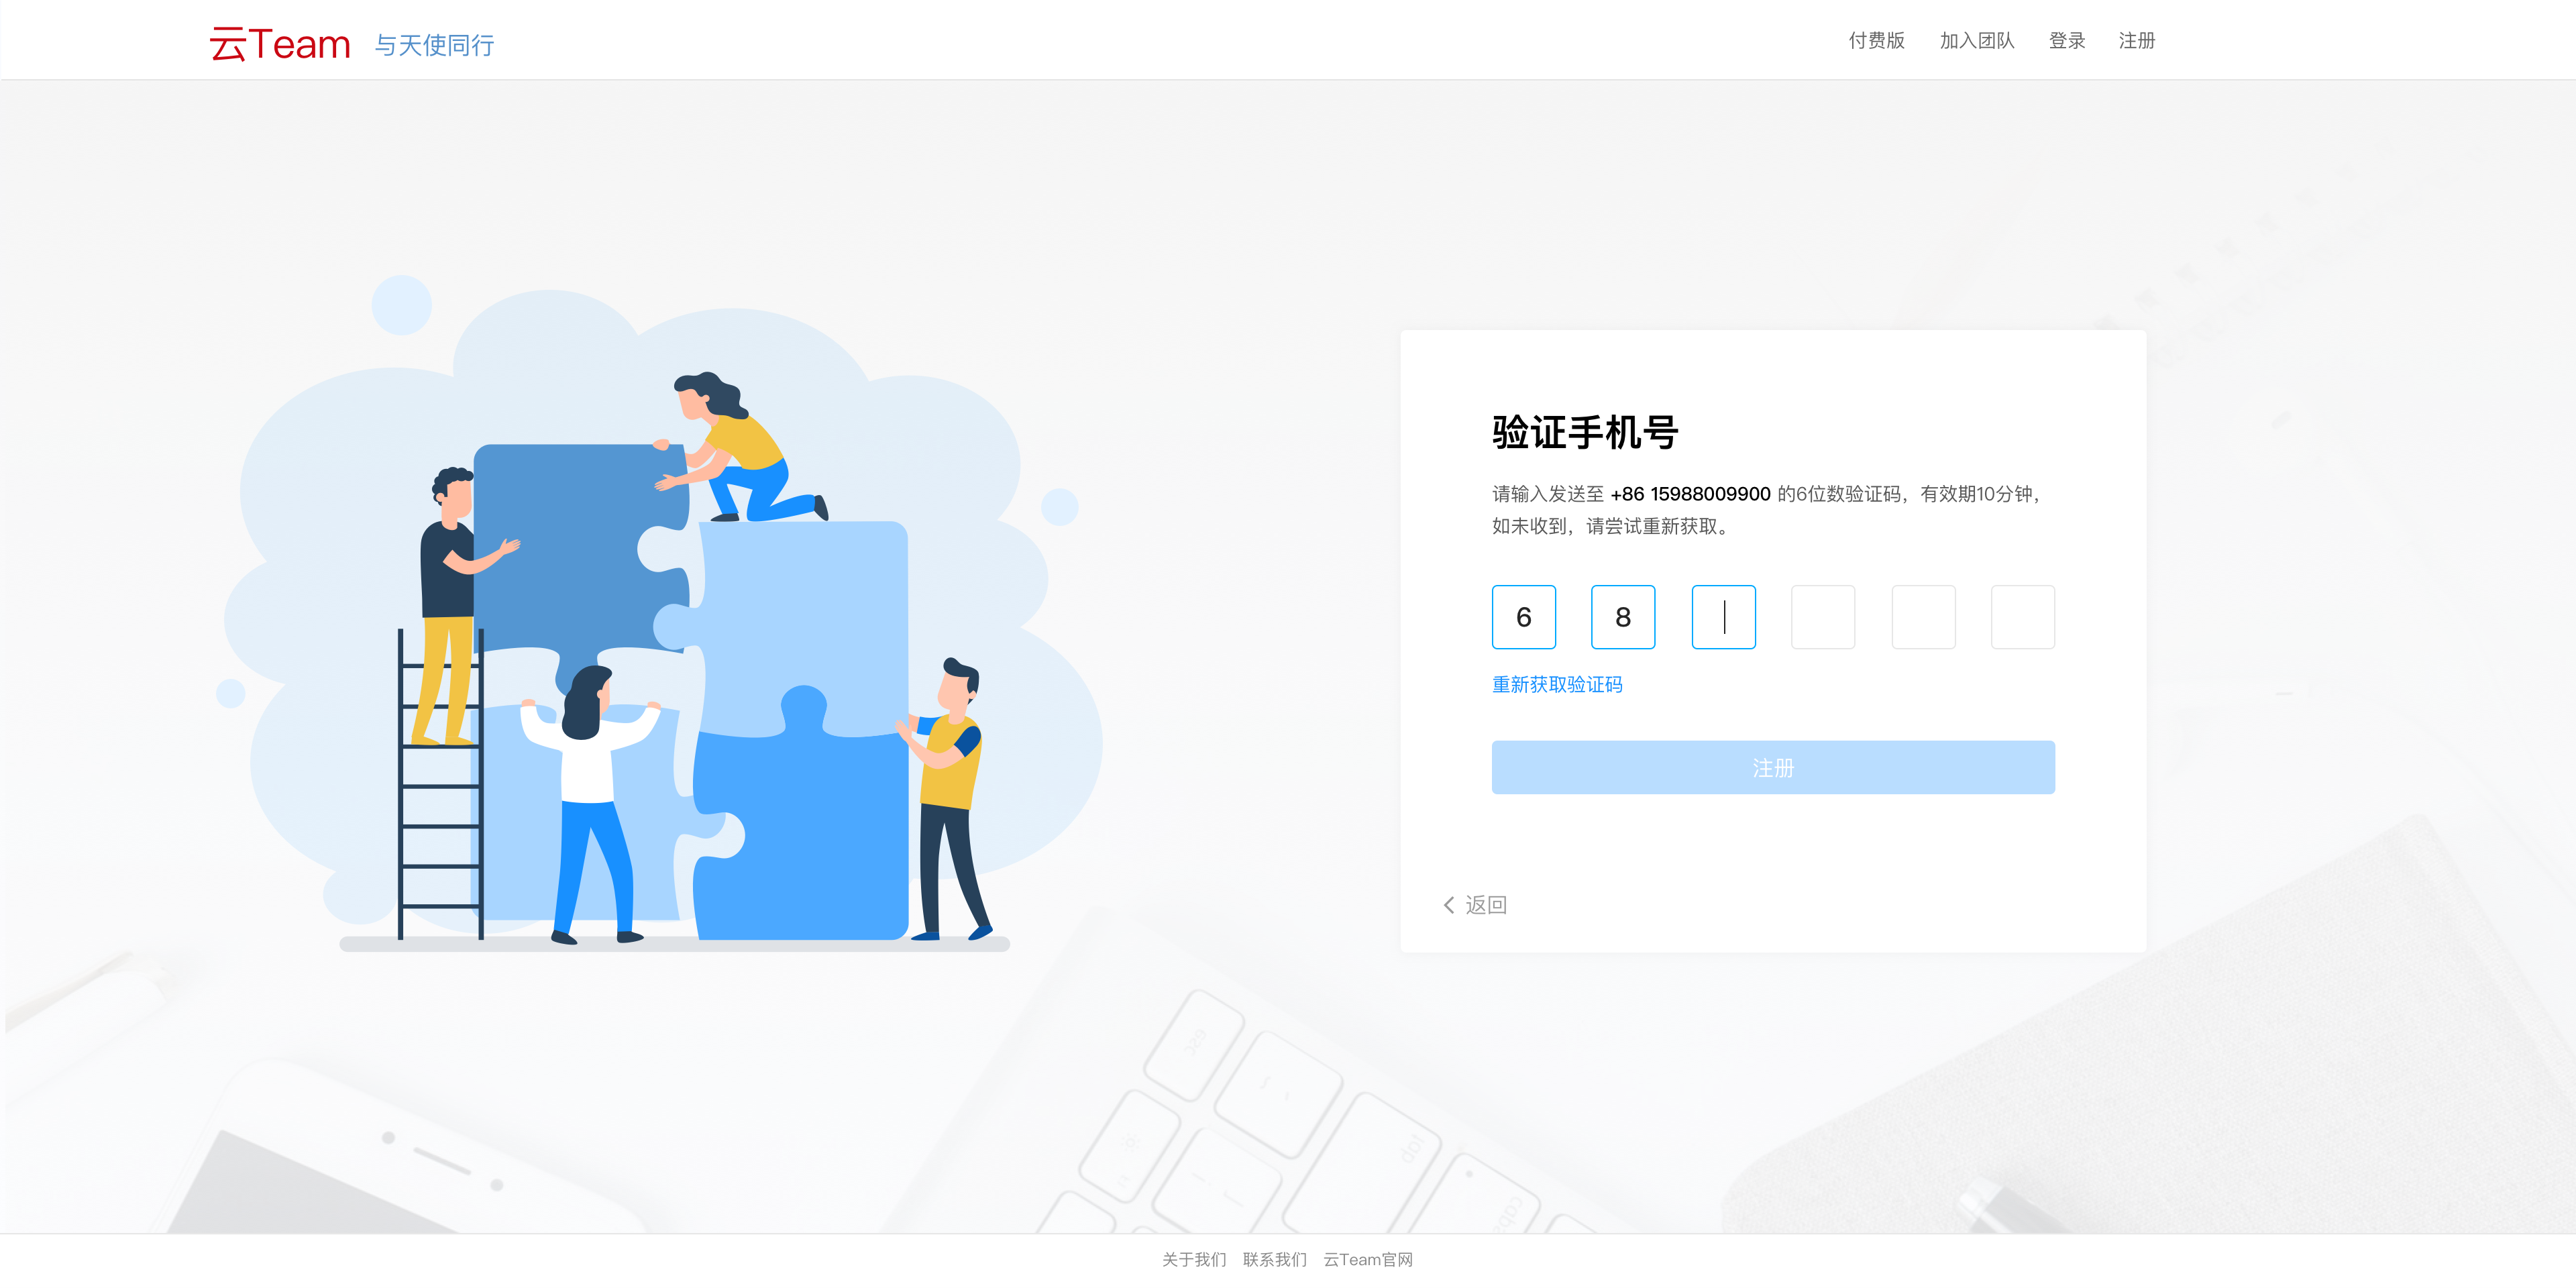 云Team 与天使同行
付费版 加入团队 登录 注册
验证手机号
请输入发送至 +86 15988009900 的6位数验证码，有效期10分钟，
如未收到，请尝试重新获取。
6 8
重新获取验证码
注册
返回
关于我们 联系我们 云Team官网